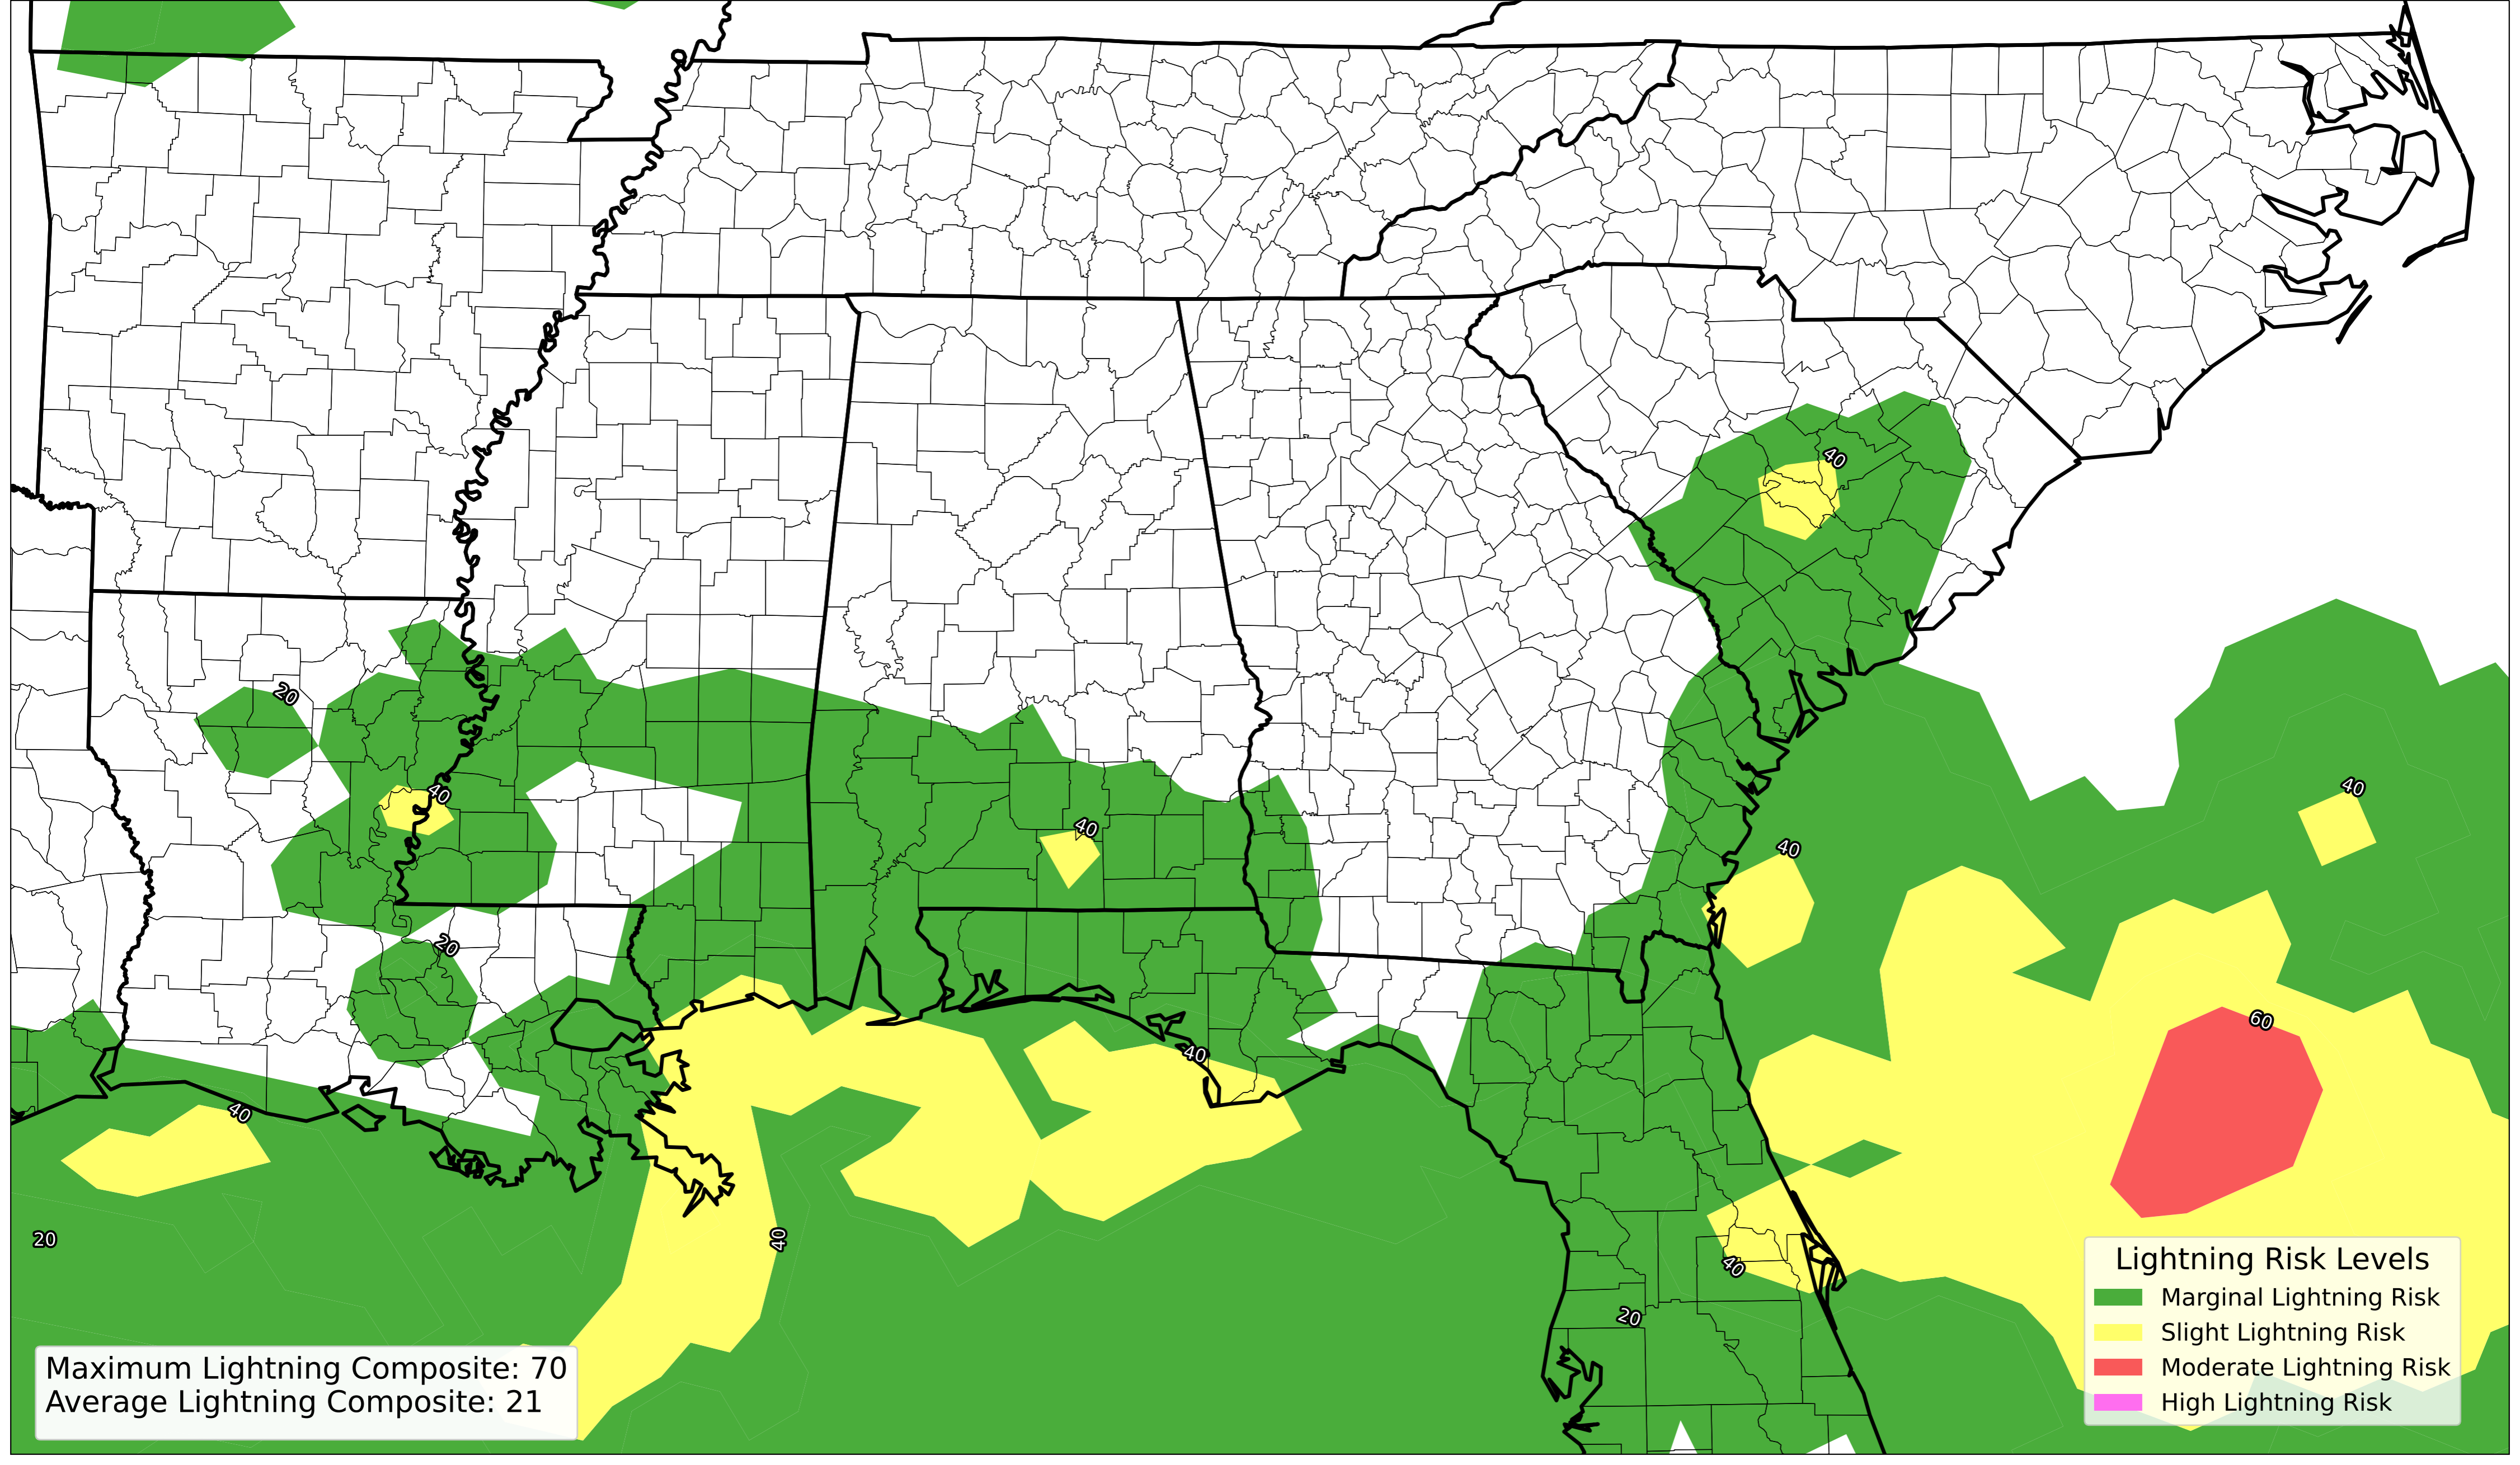 40
20
40
40
40
40
20
60
40
40
20
40
40
20
Lightning Risk Levels
Marginal Lightning Risk
Slight Lightning Risk
Moderate Lightning Risk
High Lightning Risk
Maximum Lightning Composite: 70
Average Lightning Composite: 21